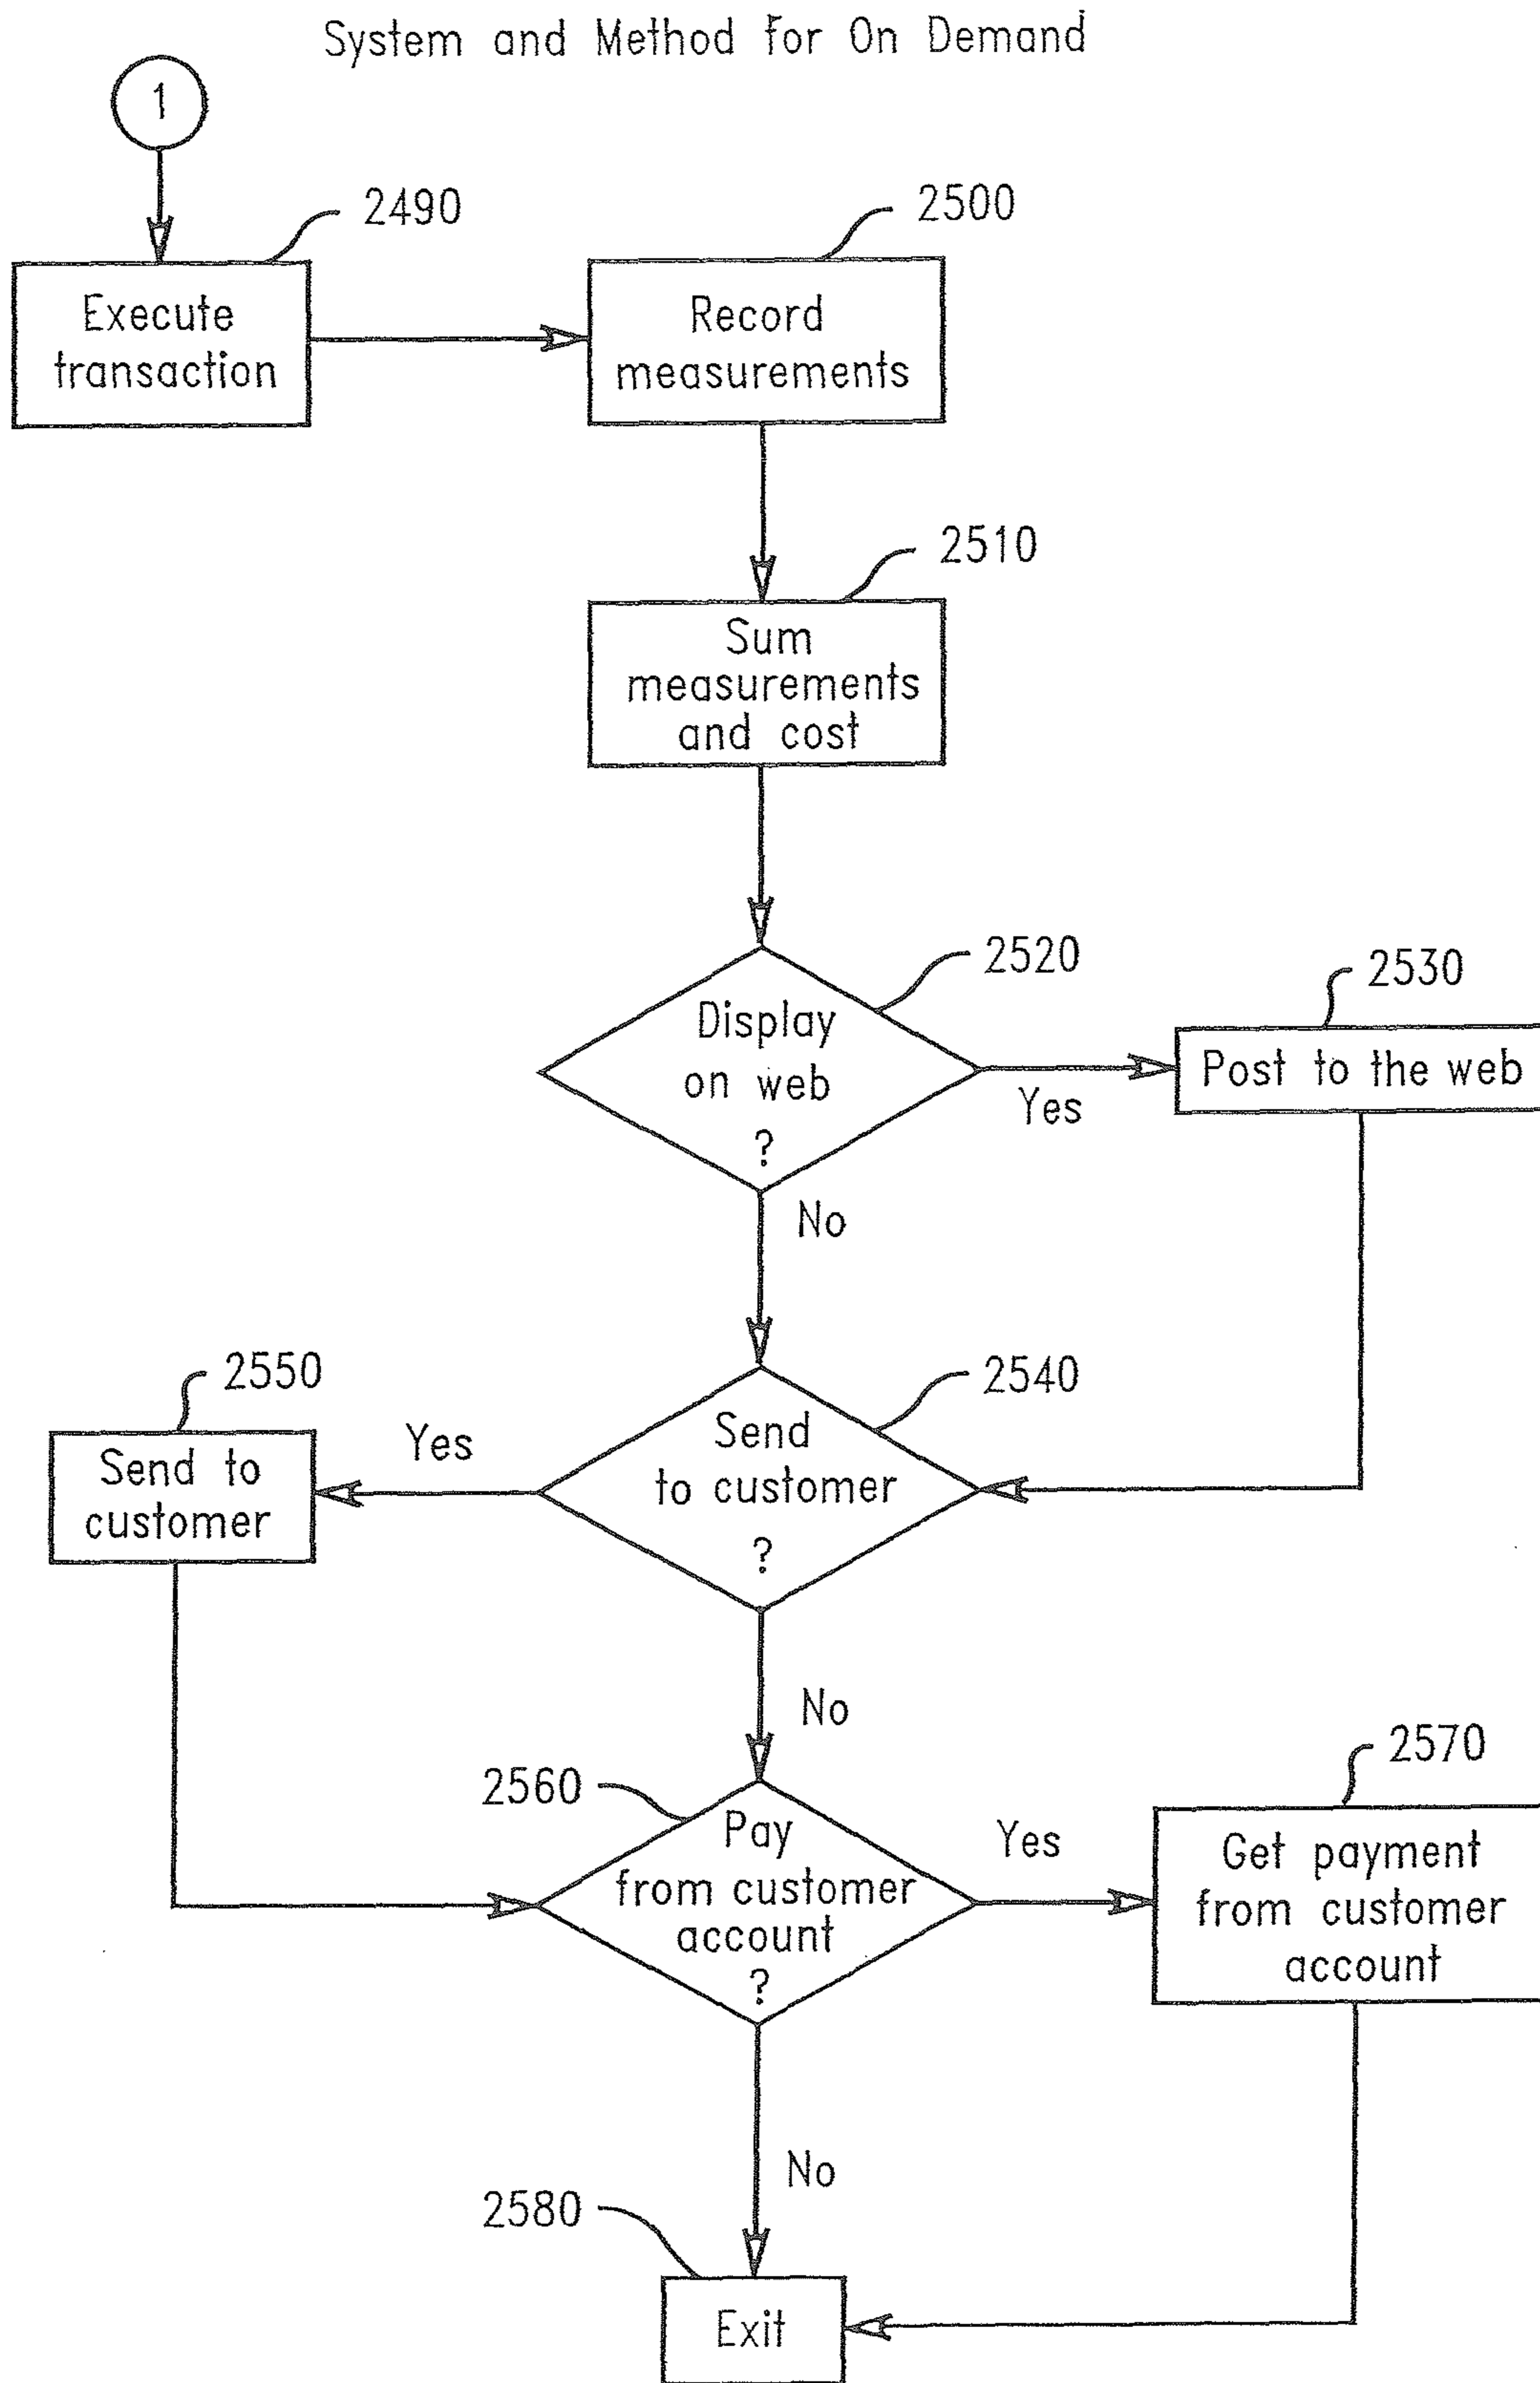 System and Method for On Demand
1
2490
2500
Execute
transaction
Record
measurements
2510
Sum
measurements
and cost
2520
2530
Display
on web
?
Yes
Post to the web
No
2550
2540
Send to
customer
Yes
Send
to customer
?
No
2560
2570
Pay
from customer
account
?
Yes
Get payment
from customer
account
No
2580
Exit